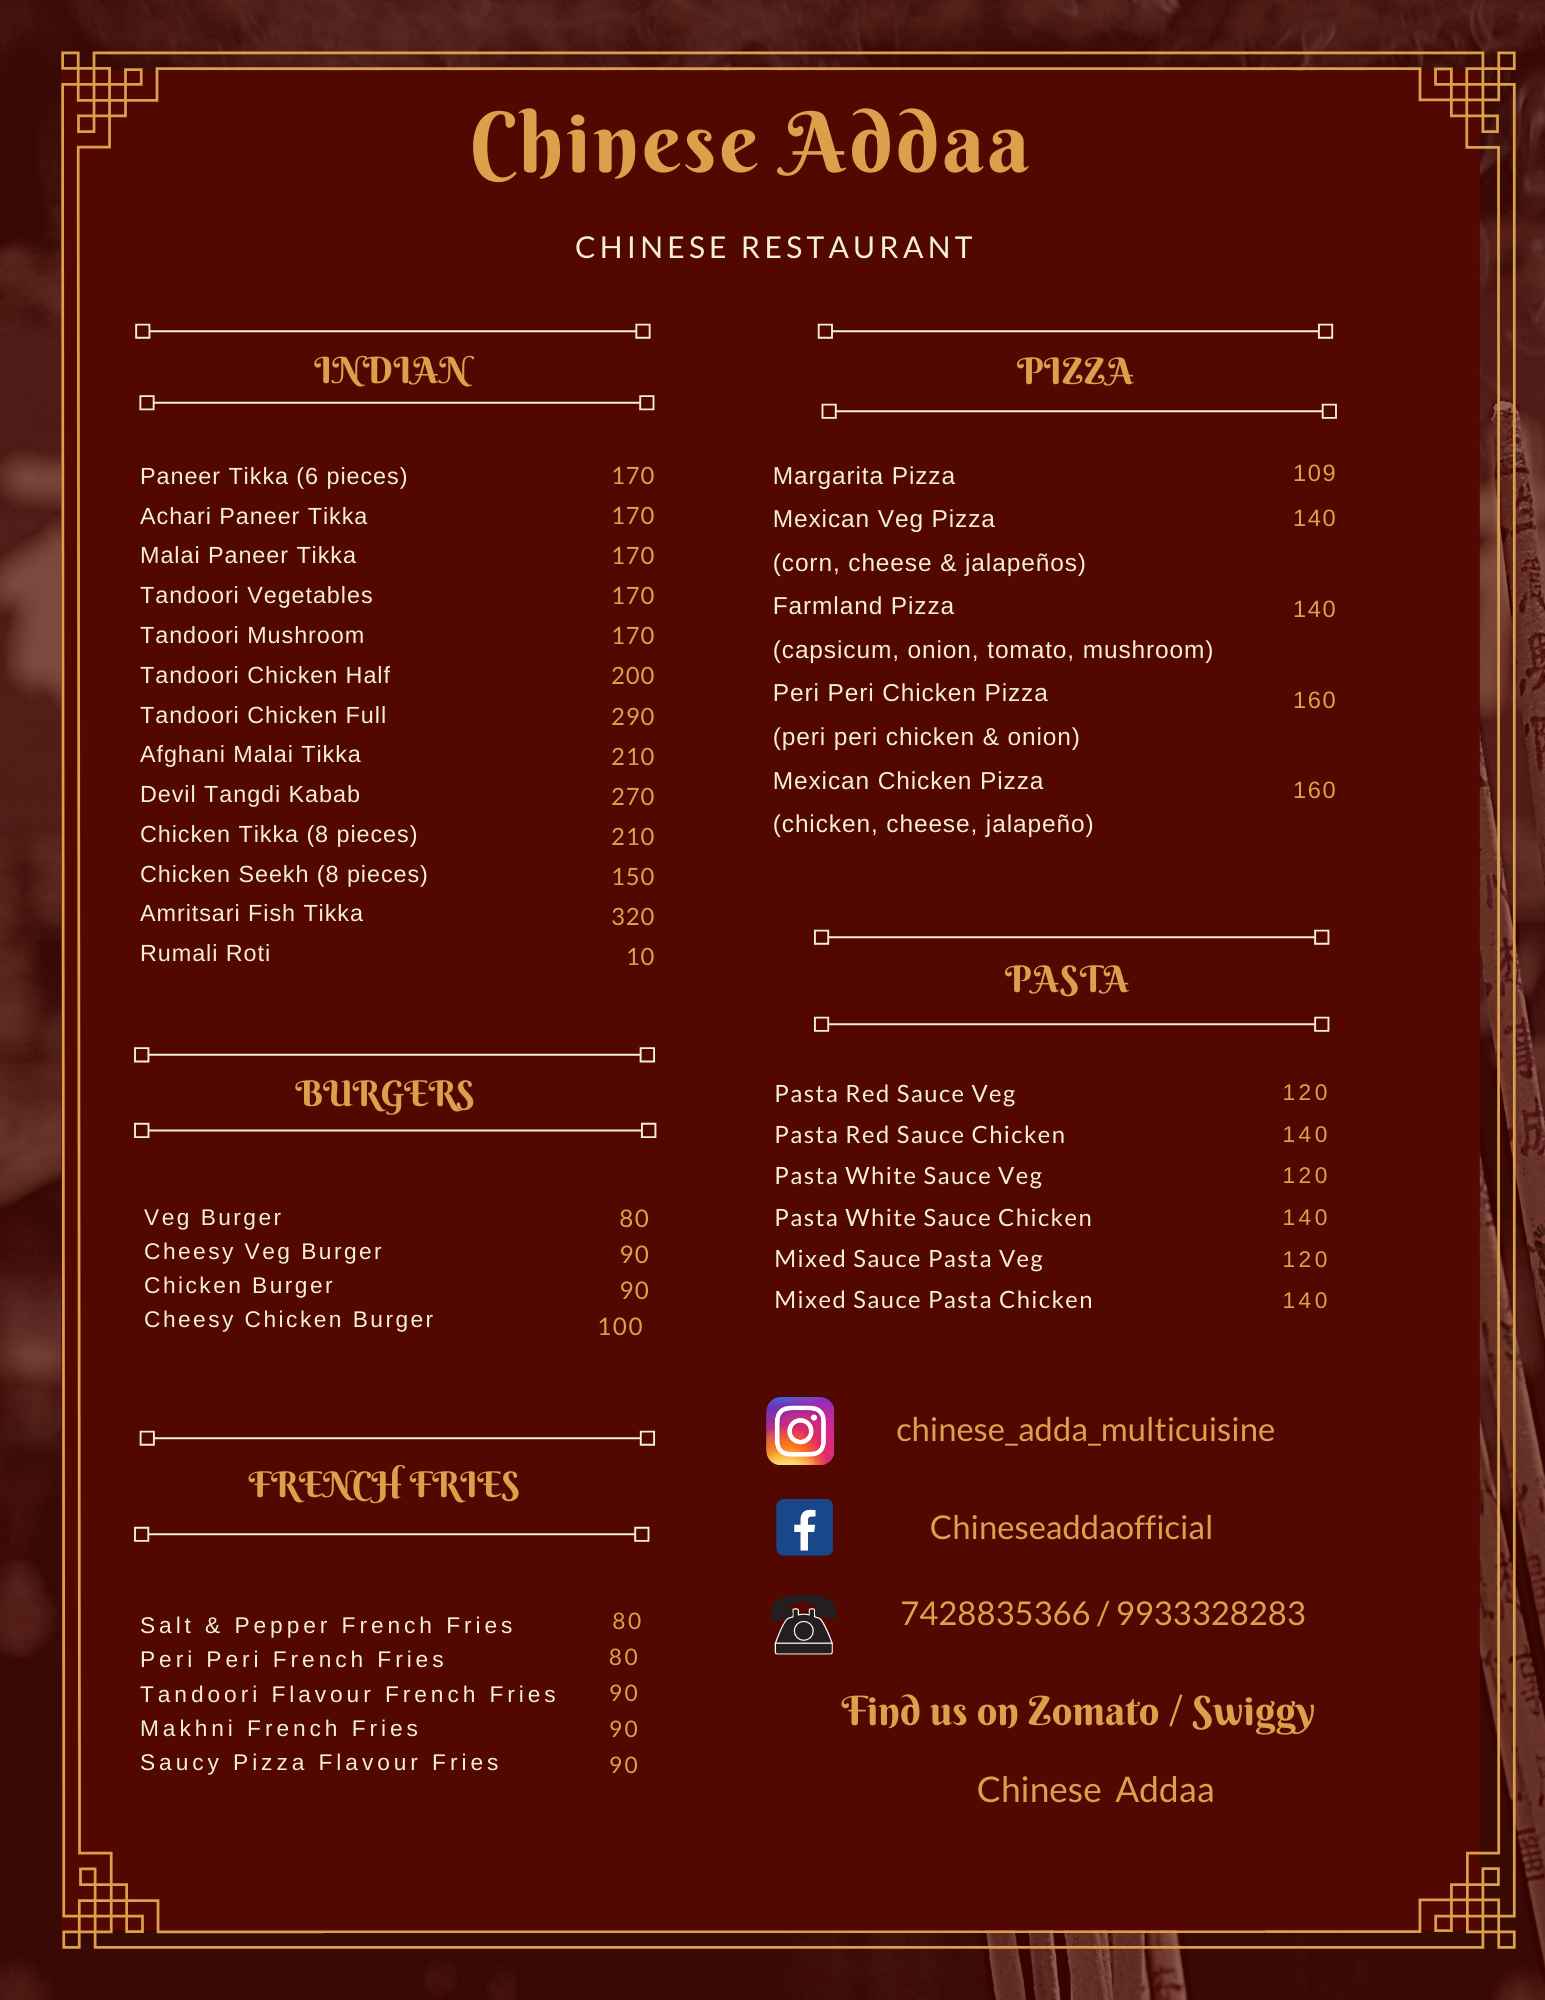 Chinese Addaa
CHINESE RESTAURANT
INDIAN
Paneer Tikka (6 pieces) 170
Achari Paneer Tikka 170
Malai Paneer Tikka 170
Tandoori Vegetables 170
Tandoori Mushroom 170
Tandoori Chicken Half 200
Tandoori Chicken Full 290
Afghani Malai Tikka 210
Devil Tangdi Kabab 270
Chicken Tikka (8 pieces) 210
Chicken Seekh (8 pieces) 150
Amritsari Fish Tikka 320
Rumali Roti 10
BURGERS
Veg Burger 80
Cheesy Veg Burger 90
Chicken Burger 90
Cheesy Chicken Burger 100
FRENCH FRIES
Salt & Pepper French Fries 80
Peri Peri French Fries 80
Tandoori Flavour French Fries 90
Makhni French Fries 90
Saucy Pizza Flavour Fries 90
PIZZA
Margarita Pizza 109
Mexican Veg Pizza 140
(corn, cheese & jalapeños)
Farmland Pizza 140
(capsicum, onion, tomato, mushroom)
Peri Peri Chicken Pizza 160
(peri peri chicken & onion)
Mexican Chicken Pizza 160
(chicken, cheese, jalapeño)
PASTA
Pasta Red Sauce Veg 120
Pasta Red Sauce Chicken 140
Pasta White Sauce Veg 120
Pasta White Sauce Chicken 140
Mixed Sauce Pasta Veg 120
Mixed Sauce Pasta Chicken 140
chinese_adda_multicuisine
Chineseaddaofficial
7428835366 / 9933328283
Find us on Zomato / Swiggy
Chinese Addaa